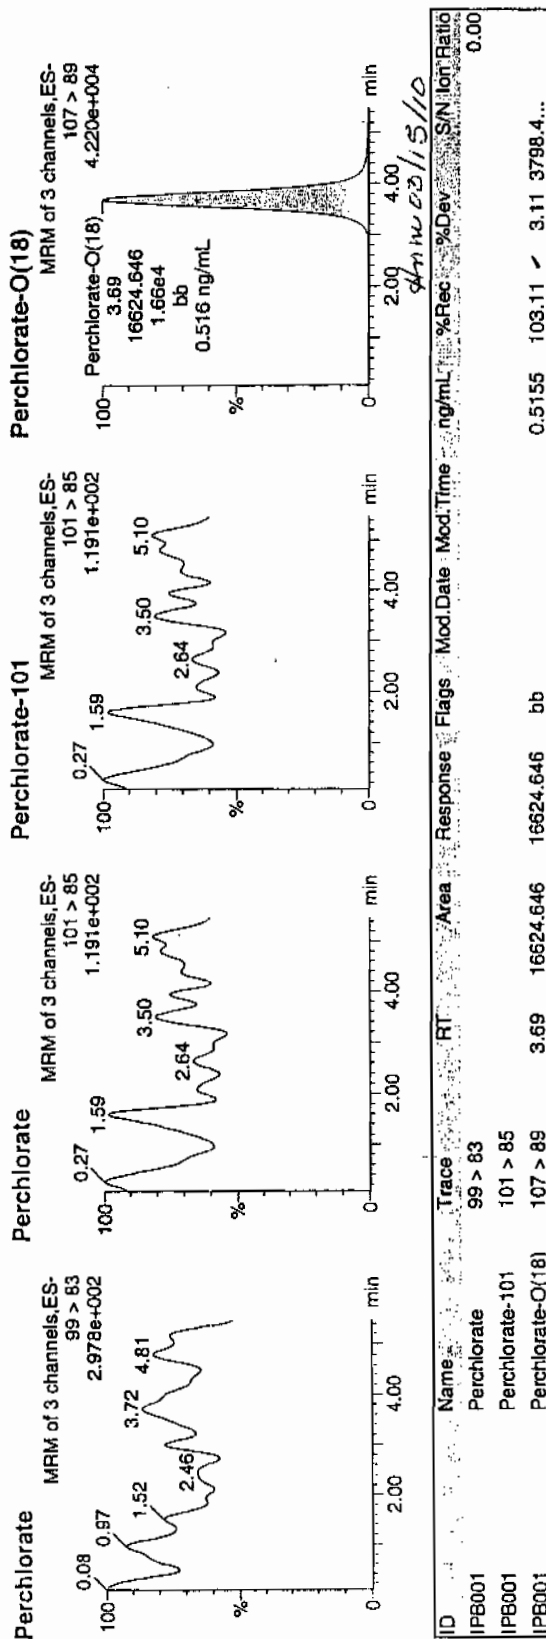 Perchlorate
MRM of 3 channels,ES-
99 > 83
2.978e+002
100
%
0
0.08
0.97
1.52
2.46
3.72
4.81
2.00
4.00
min
Perchlorate
MRM of 3 channels,ES-
101 > 85
1.191e+002
100
%
0
0.27
1.59
2.64
3.50
5.10
2.00
4.00
min
Perchlorate-101
MRM of 3 channels,ES-
101 > 85
1.191e+002
100
%
0
0.27
1.59
2.64
3.50
5.10
2.00
4.00
min
Perchlorate-O(18)
MRM of 3 channels,ES-
107 > 89
4.220e+004
100
%
0
Perchlorate-O(18)
3.69
16624.646
1.66e4
bb
0.516 ng/mL
2.00
4.00
min
03/15/10
ID Name Trace RT Area Response Flags Mod.Date Mod.Time ng/mL %Rec %Dev S/N Ion Ratio
IPB001 Perchlorate 99 > 83 0.00
IPB001 Perchlorate-101 101 > 85
IPB001 Perchlorate-O(18) 107 > 89 3.69 16624.646 16624.646 bb 0.5155 103.11 ✓ 3.11 3798.4...